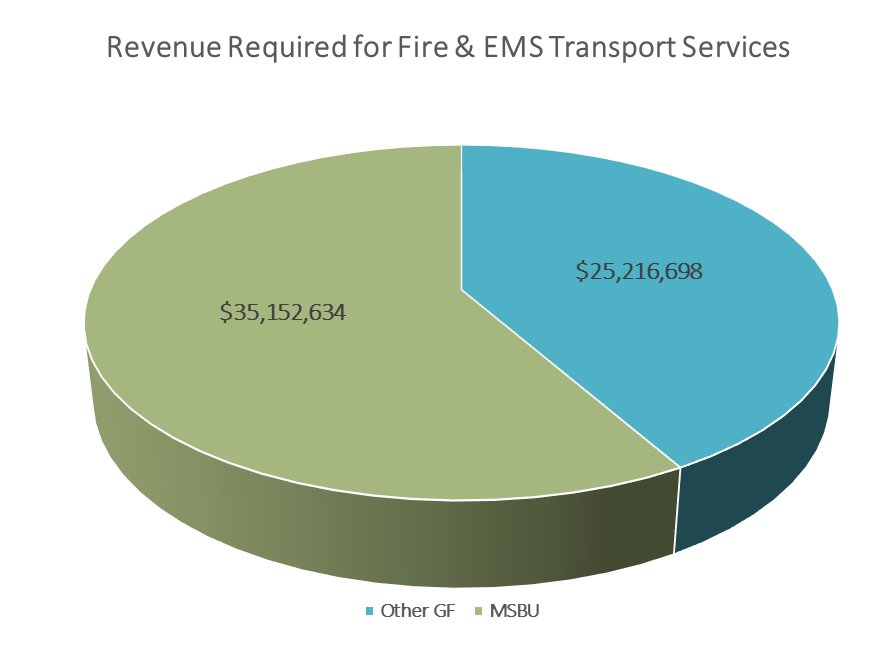 Revenue Required for Fire & EMS Transport Services
$25,216,698
$35,152,634
Other GF
MSBU